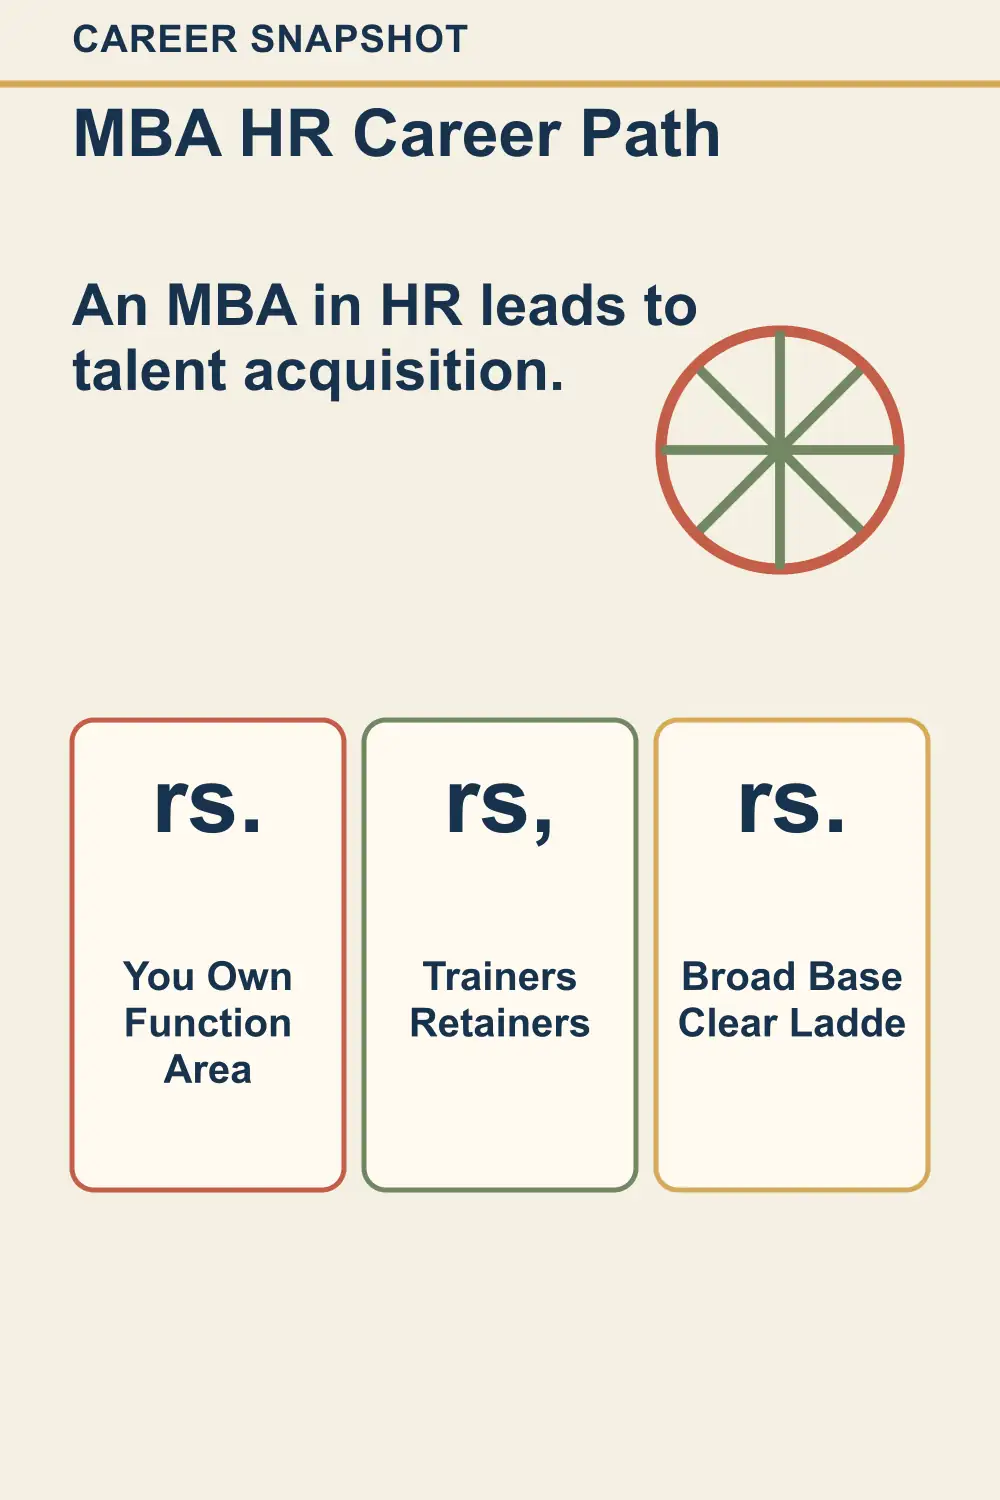 CAREER SNAPSHOT
MBA HR Career Path
An MBA in HR leads to
talent acquisition.
rs.
You Own
Function
Area
rs,
Trainers
Retainers
rs.
Broad Base
Clear Ladde